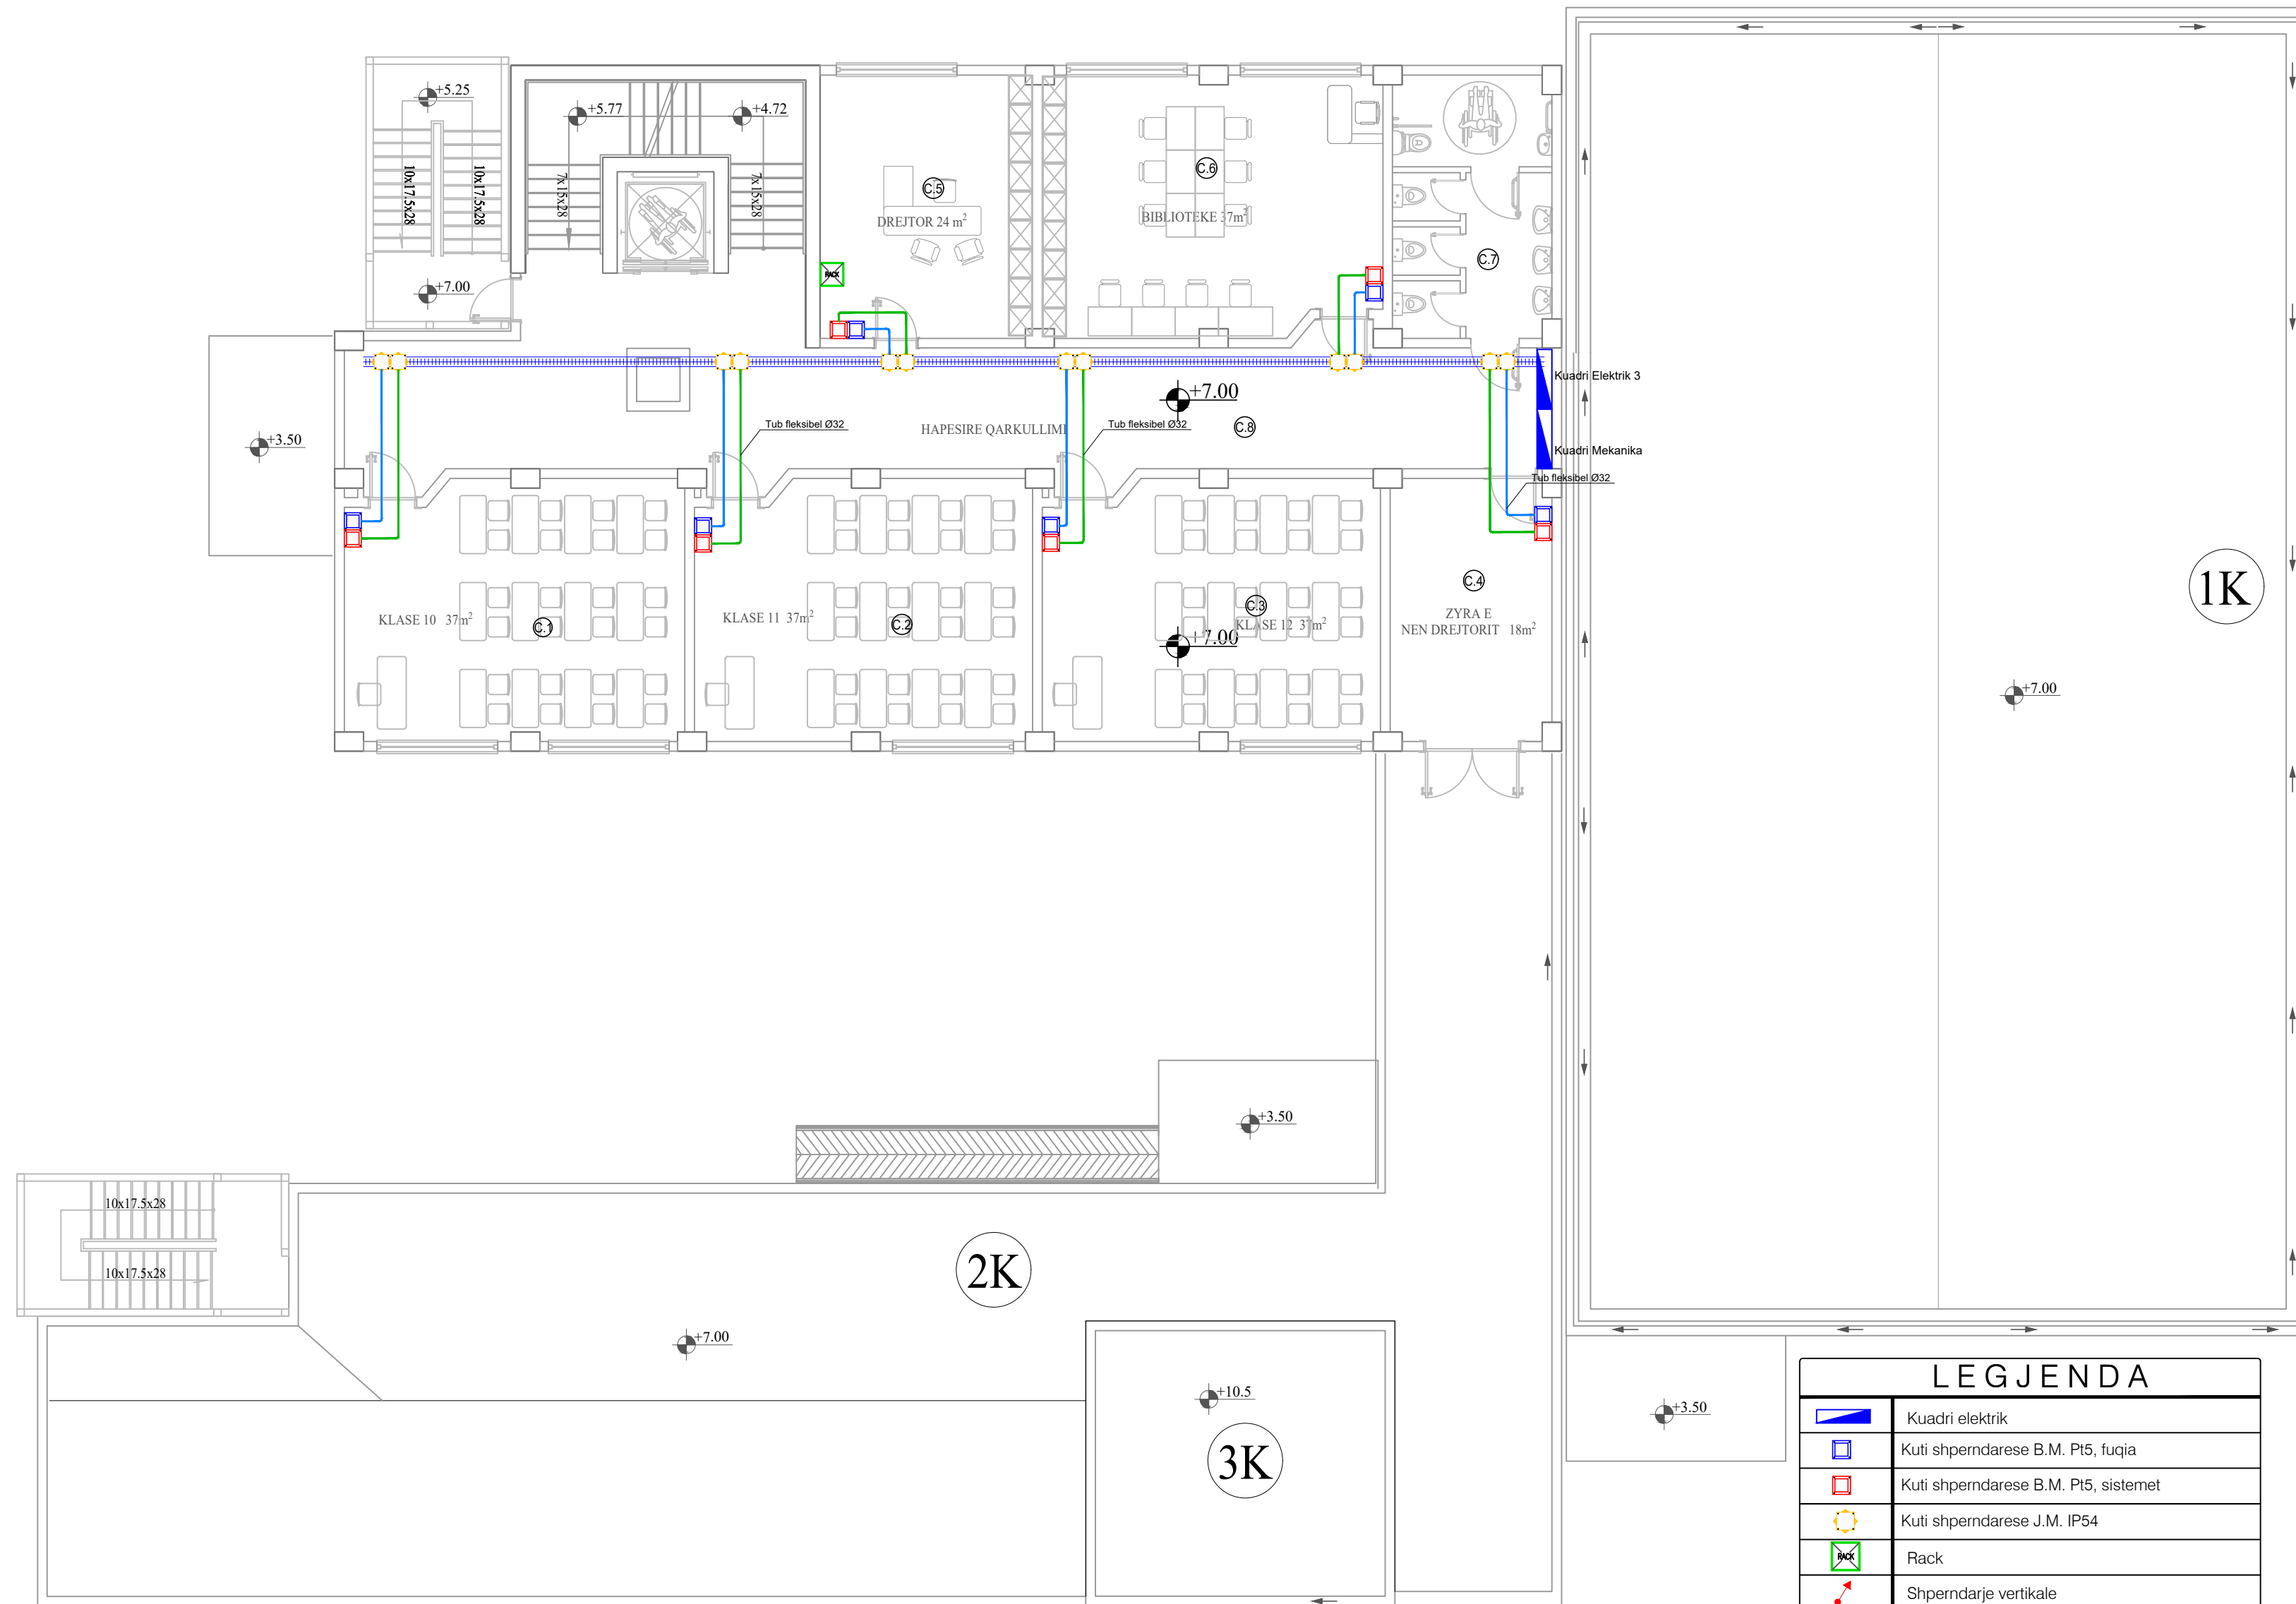 +5.25
+5.77
+4.72
10x17.5x28
10x17.5x28
7x15x28
7x15x28
C.5
DREJTOR 24 m²
C.6
BIBLIOTEKE 37m²
C.7
RACK
+7.00
Kuadri Elektrik 3
+7.00
+3.50
HAPESIRE QARKULLIMI
Tub fleksibel Ø32
Tub fleksibel Ø32
C.8
Kuadri Mekanika
Tub fleksibel Ø32
KLASE 10 37m²
C.1
KLASE 11 37m²
C.2
C.3
KLASE 12 37m²
+7.00
C.4
ZYRA E
NEN DREJTORIT 18m²
1K
+7.00
+3.50
10x17.5x28
10x17.5x28
2K
+7.00
+10.5
3K
+3.50
LEGJENDA
Kuadri elektrik
Kuti shperndarese B.M. Pt5, fuqia
Kuti shperndarese B.M. Pt5, sistemet
Kuti shperndarese J.M. IP54
RACK
Rack
Shperndarje vertikale